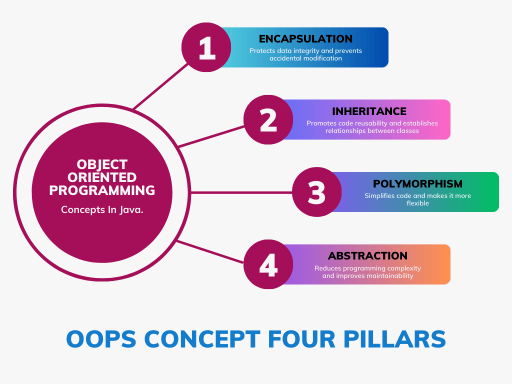 1
ENCAPSULATION
Protects data integrity and prevents
accidental modification
2
INHERITANCE
Promotes code reusability and establishes
relationships between classes
OBJECT
ORIENTED
PROGRAMMING
Concepts In Java.
3
POLYMORPHISM
Simplifies code and makes it more
flexible
4
ABSTRACTION
Reduces programming complexity
and improves maintainability
OOPS CONCEPT FOUR PILLARS